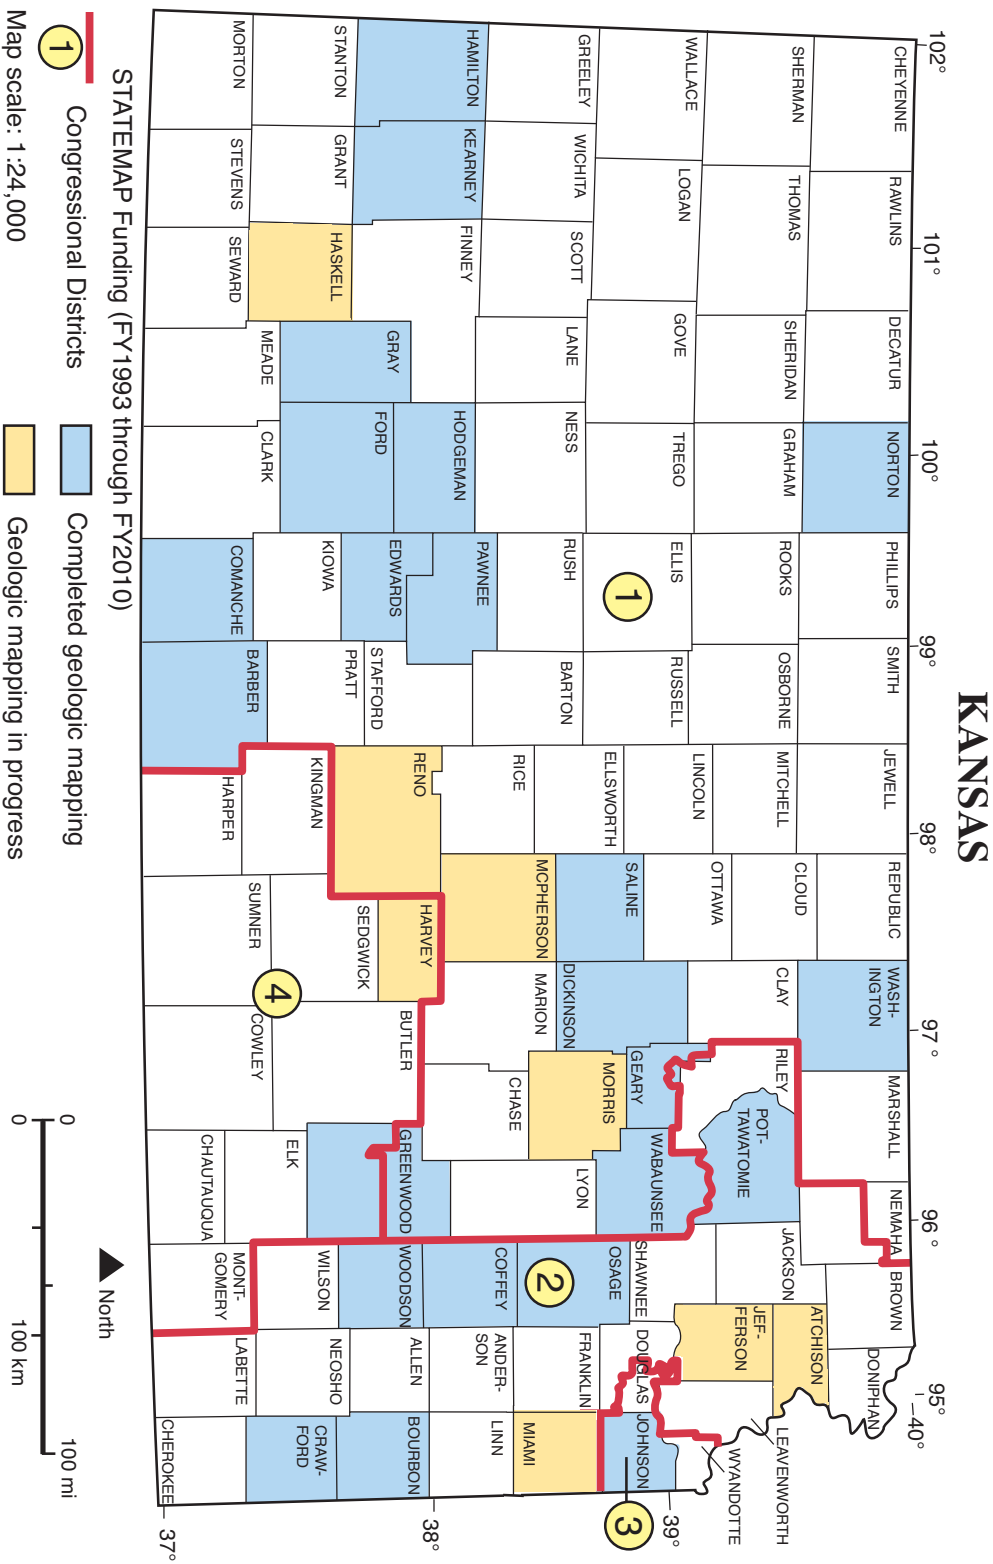 KANSAS
102°
101°
100°
99°
98°
97°
96°
95°
40°
39°
38°
37°
CHEYENNE
RAWLINS
DECATUR
NORTON
PHILLIPS
SMITH
JEWELL
REPUBLIC
WASH-
INGTON
MARSHALL
NEMAHA
BROWN
DONIPHAN
SHERMAN
THOMAS
SHERIDAN
GRAHAM
ROOKS
OSBORNE
MITCHELL
CLOUD
CLAY
RILEY
POT-
TAWATOMIE
JACKSON
ATCHISON
JEF-
FERSON
LEAVENWORTH
WYANDOTTE
WALLACE
LOGAN
GOVE
TREGO
ELLIS
RUSSELL
LINCOLN
OTTAWA
SALINE
ELLSWORTH
DICKINSON
GEARY
WABAUNSEE
SHAWNEE
DOUGLAS
JOHNSON
GREELEY
WICHITA
SCOTT
LANE
NESS
RUSH
BARTON
RICE
MCPHERSON
MARION
MORRIS
CHASE
LYON
OSAGE
FRANKLIN
MIAMI
HAMILTON
KEARNEY
FINNEY
HODGEMAN
PAWNEE
EDWARDS
STAFFORD
RENO
HARVEY
BUTLER
GREENWOOD
COFFEY
WOODSON
ANDER-
SON
LINN
STANTON
GRANT
HASKELL
GRAY
FORD
KIOWA
PRATT
KINGMAN
SEDGWICK
ELK
WILSON
ALLEN
NEOSHO
BOURBON
CRAW-
FORD
MORTON
STEVENS
SEWARD
MEADE
CLARK
COMANCHE
BARBER
HARPER
SUMNER
COWLEY
CHAUTAUQUA
MONT-
GOMERY
LABETTE
CHEROKEE
1
2
3
4
STATEMAP Funding (FY1993 through FY2010)
1
Congressional Districts
Completed geologic mapping
Map scale: 1:24,000
Geologic mapping in progress
North
0
100 km
0
100 mi